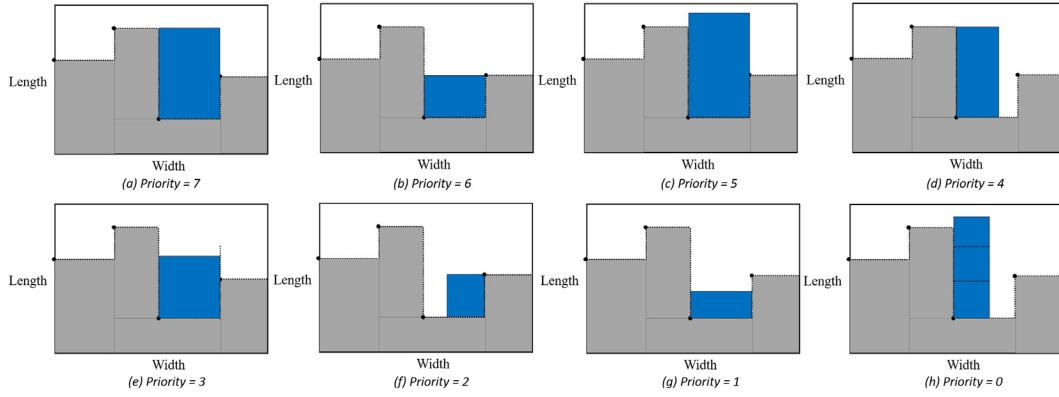 Length
Width
(a) Priority = 7
Length
Width
(b) Priority = 6
Length
Width
(c) Priority = 5
Length
Width
(d) Priority = 4
Length
Width
(e) Priority = 3
Length
Width
(f) Priority = 2
Length
Width
(g) Priority = 1
Length
Width
(h) Priority = 0